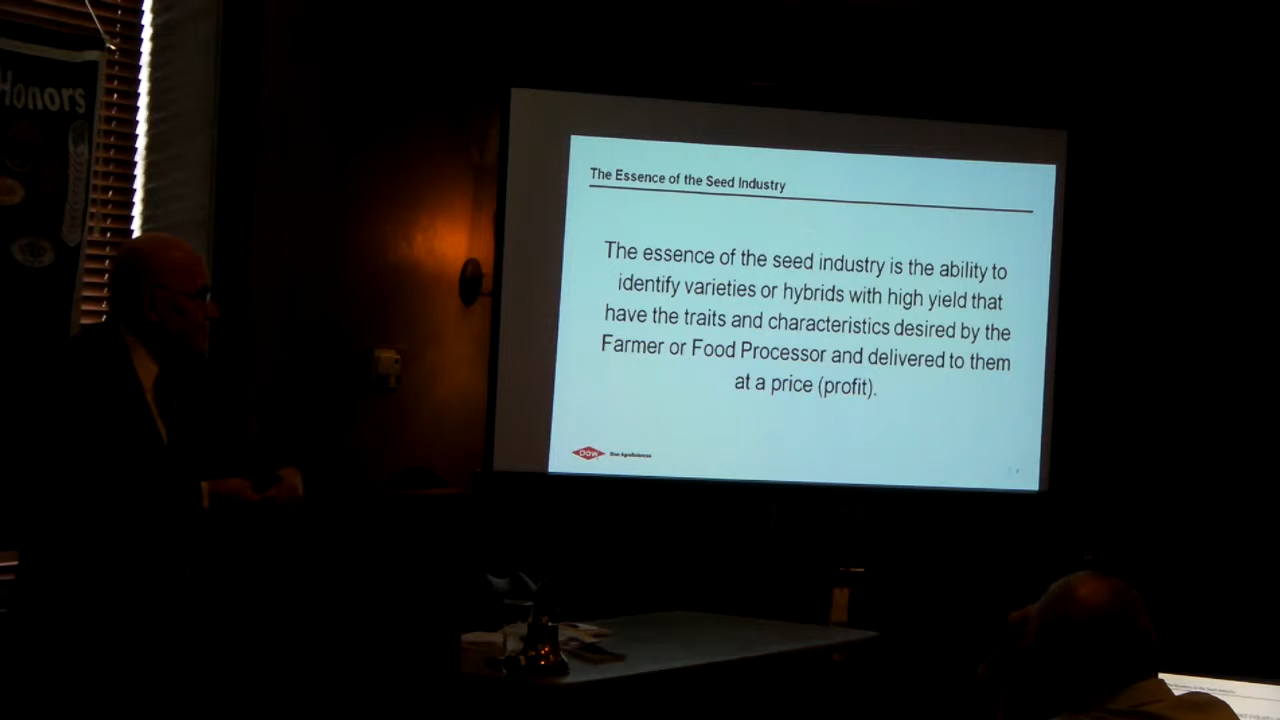 Honors
The Essence of the Seed Industry
The essence of the seed industry is the ability to
identify varieties or hybrids with high yield that
have the traits and characteristics desired by the
Farmer or Food Processor and delivered to them
at a price (profit).
Dow
Dow AgroSciences